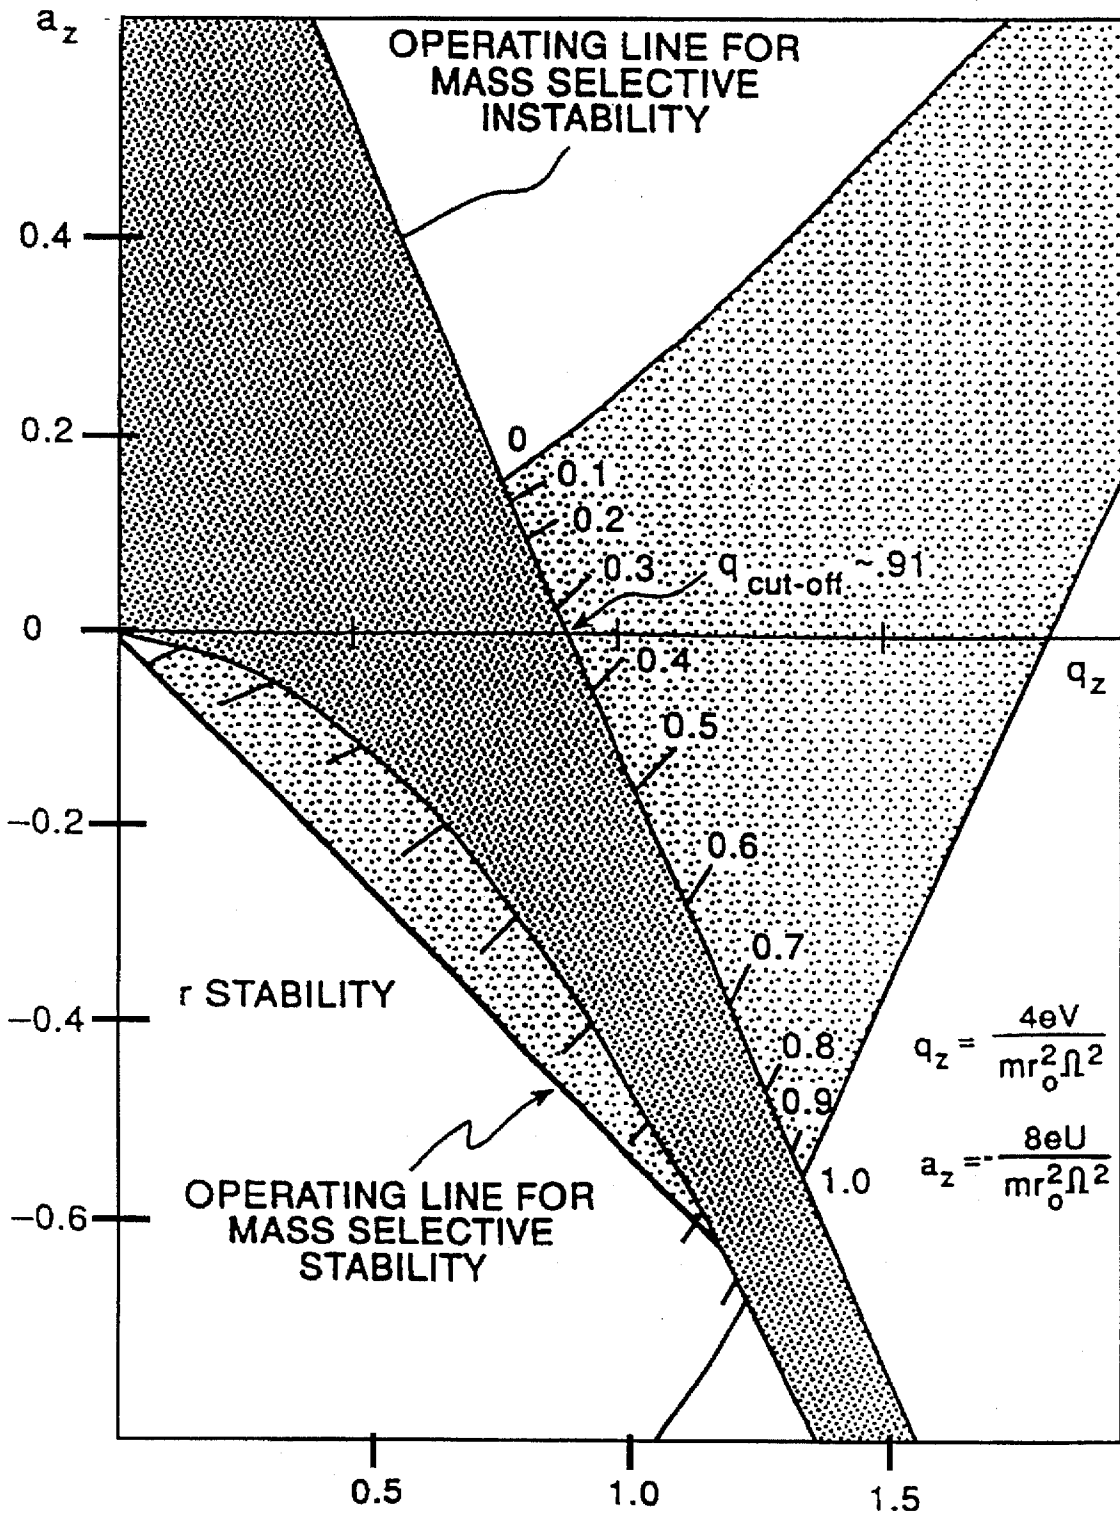 a_z
OPERATING LINE FOR
MASS SELECTIVE
INSTABILITY
0.4
0.2
0
0.1
0.2
0.3
q cut-off ~.91
0
0.4
q_z
0.5
−0.2
0.6
0.7
r STABILITY
−0.4
0.8
q_z = 4eV / mr_o^2 Ω^2
0.9
a_z = - 8eU / mr_o^2 Ω^2
1.0
OPERATING LINE FOR
MASS SELECTIVE
STABILITY
−0.6
0.5
1.0
1.5